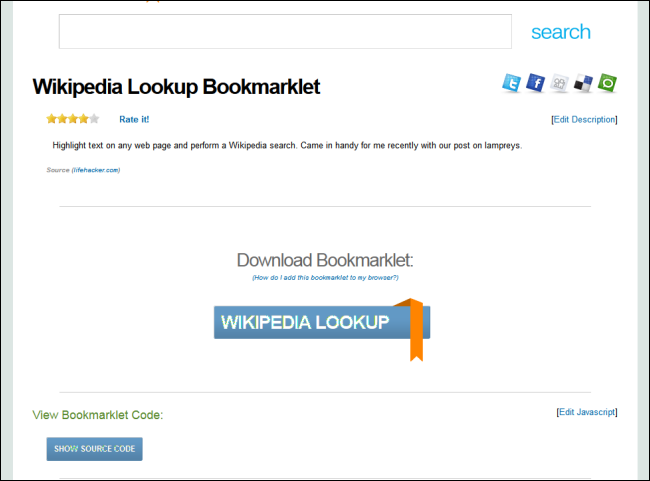 search
Wikipedia Lookup Bookmarklet
Rate it!
[Edit Description]
Highlight text on any web page and perform a Wikipedia search. Came in handy for me recently with our post on lampreys.
Source (lifehacker.com)
Download Bookmarklet:
(How do I add this bookmarklet to my browser?)
WIKIPEDIA LOOKUP
View Bookmarklet Code:
[Edit Javascript]
SHOW SOURCE CODE